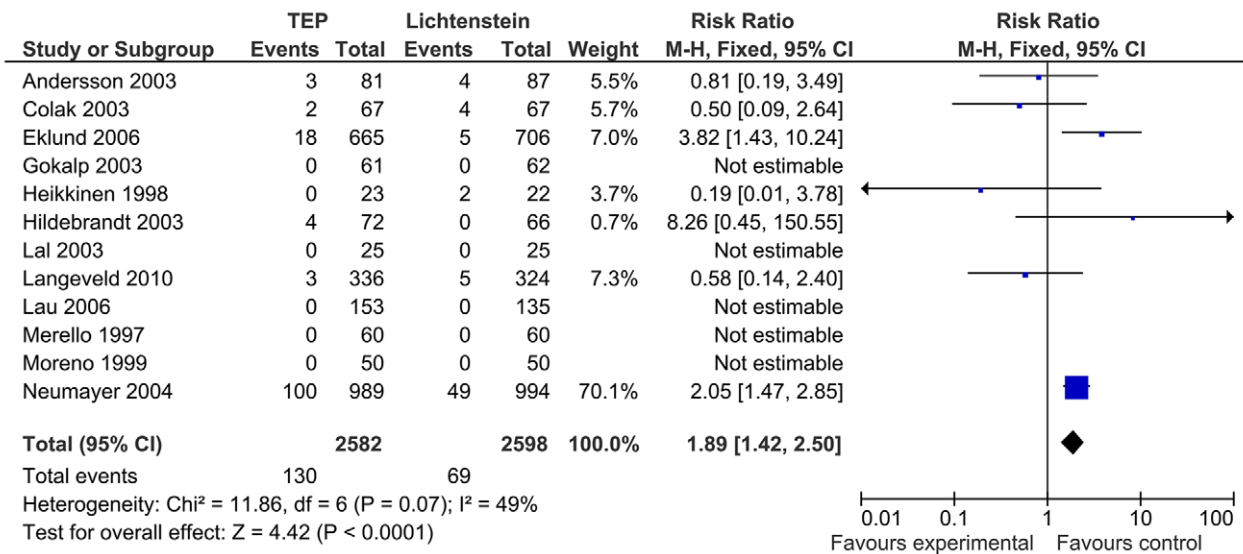 TEP Lichtenstein Risk Ratio Risk Ratio
Study or Subgroup Events Total Events Total Weight M-H, Fixed, 95% CI M-H, Fixed, 95% CI
Andersson 2003 3 81 4 87 5.5% 0.81 [0.19, 3.49]
Colak 2003 2 67 4 67 5.7% 0.50 [0.09, 2.64]
Eklund 2006 18 665 5 706 7.0% 3.82 [1.43, 10.24]
Gokalp 2003 0 61 0 62 Not estimable
Heikkinen 1998 0 23 2 22 3.7% 0.19 [0.01, 3.78]
Hildebrandt 2003 4 72 0 66 0.7% 8.26 [0.45, 150.55]
Lal 2003 0 25 0 25 Not estimable
Langeveld 2010 3 336 5 324 7.3% 0.58 [0.14, 2.40]
Lau 2006 0 153 0 135 Not estimable
Merello 1997 0 60 0 60 Not estimable
Moreno 1999 0 50 0 50 Not estimable
Neumayer 2004 100 989 49 994 70.1% 2.05 [1.47, 2.85]
Total (95% CI) 2582 2598 100.0% 1.89 [1.42, 2.50]
Total events 130 69
Heterogeneity: Chi² = 11.86, df = 6 (P = 0.07); I² = 49%
Test for overall effect: Z = 4.42 (P < 0.0001)
0.01 0.1 1 10 100
Favours experimental Favours control